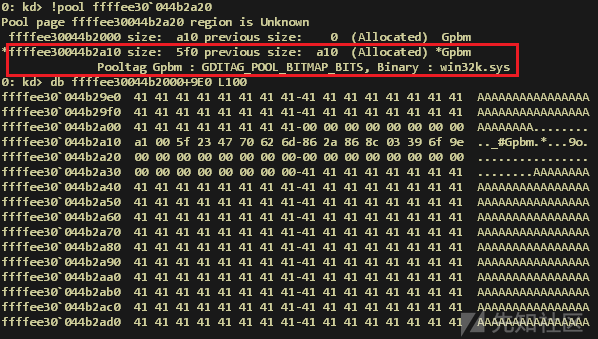 0: kd> !pool ffffee30`044b2a20
Pool page ffffee30044b2a20 region is Unknown
ffffee30044b2000 size: a10 previous size: 0 (Allocated) Gpbm
*ffffee30044b2a10 size: 5f0 previous size: a10 (Allocated) *Gpbm
Pooltag Gpbm : GDITAG_POOL_BITMAP_BITS, Binary : win32k.sys
0: kd> db ffffee30044b2000+9E0 L100
ffffee30`044b29e0 41 41 41 41 41 41 41 41-41 41 41 41 41 41 41 41 AAAAAAAAAAAAAAAA
ffffee30`044b29f0 41 41 41 41 41 41 41 41-41 41 41 41 41 41 41 41 AAAAAAAAAAAAAAAA
ffffee30`044b2a00 41 41 41 41 41 41 41 41-00 00 00 00 00 00 00 00 AAAAAAAA........
ffffee30`044b2a10 a1 00 5f 23 47 70 62 6d-86 2a 86 8c 03 39 6f 9e .._#Gpbm.*...9o.
ffffee30`044b2a20 00 00 00 00 00 00 00 00-00 00 00 00 00 00 00 00 ................
ffffee30`044b2a30 00 00 00 00 00 00 00 00-41 41 41 41 41 41 41 41 ........AAAAAAAA
ffffee30`044b2a40 41 41 41 41 41 41 41 41-41 41 41 41 41 41 41 41 AAAAAAAAAAAAAAAA
ffffee30`044b2a50 41 41 41 41 41 41 41 41-41 41 41 41 41 41 41 41 AAAAAAAAAAAAAAAA
ffffee30`044b2a60 41 41 41 41 41 41 41 41-41 41 41 41 41 41 41 41 AAAAAAAAAAAAAAAA
ffffee30`044b2a70 41 41 41 41 41 41 41 41-41 41 41 41 41 41 41 41 AAAAAAAAAAAAAAAA
ffffee30`044b2a80 41 41 41 41 41 41 41 41-41 41 41 41 41 41 41 41 AAAAAAAAAAAAAAAA
ffffee30`044b2a90 41 41 41 41 41 41 41 41-41 41 41 41 41 41 41 41 AAAAAAAAAAAAAAAA
ffffee30`044b2aa0 41 41 41 41 41 41 41 41-41 41 41 41 41 41 41 41 AAAAAAAAAAAAAAAA
ffffee30`044b2ab0 41 41 41 41 41 41 41 41-41 41 41 41 41 41 41 41 AAAAAAAAAAAAAAAA
ffffee30`044b2ac0 41 41 41 41 41 41 41 41-41 41 41 41 41 41 41 41 AAAAAAAAAAAAAAAA
ffffee30`044b2ad0 41 41 41 41 41 41 41 41-41 41 41 41 41 41 41 41 AAAAAAAAAAAAAAAA
先知社区